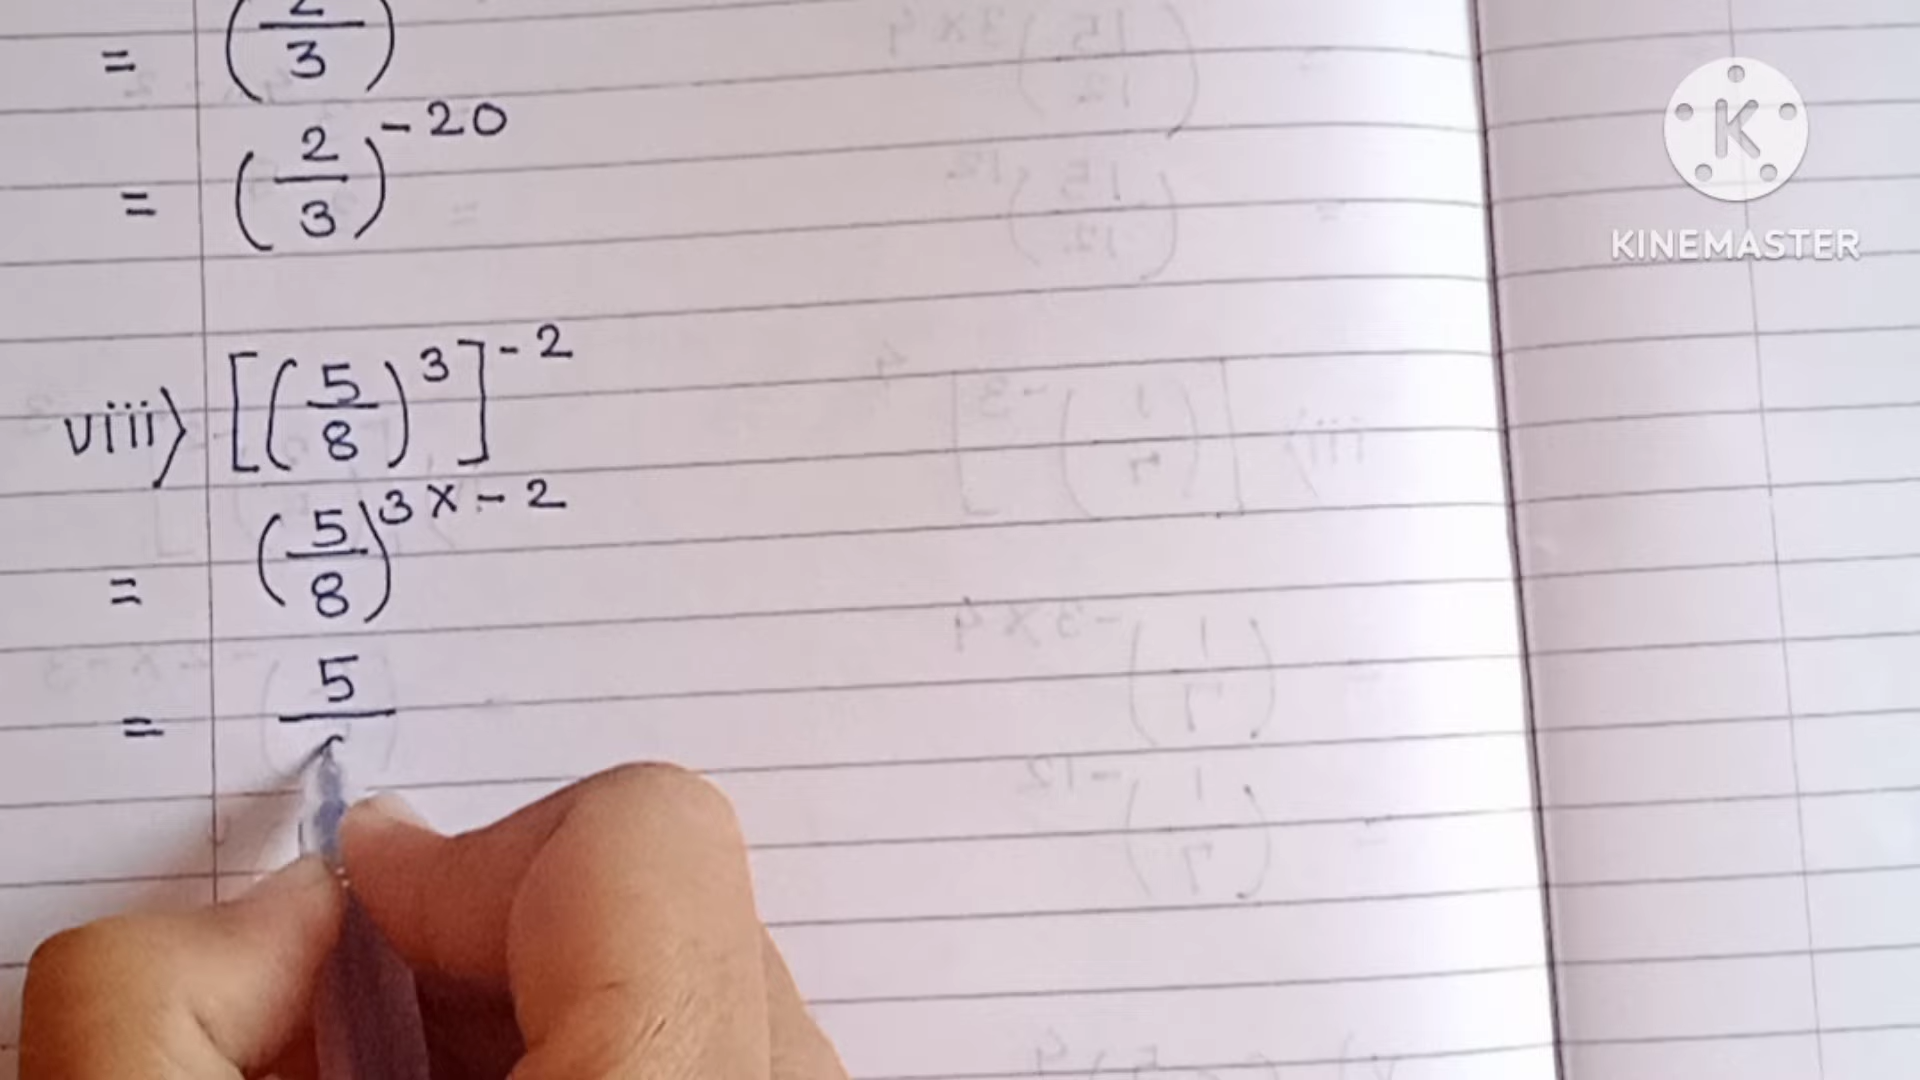 = (2/3)
= (2/3)^-20
K
KINEMASTER
viii) [(5/8)^3]^-2
= (5/8)^3×-2
= 5/